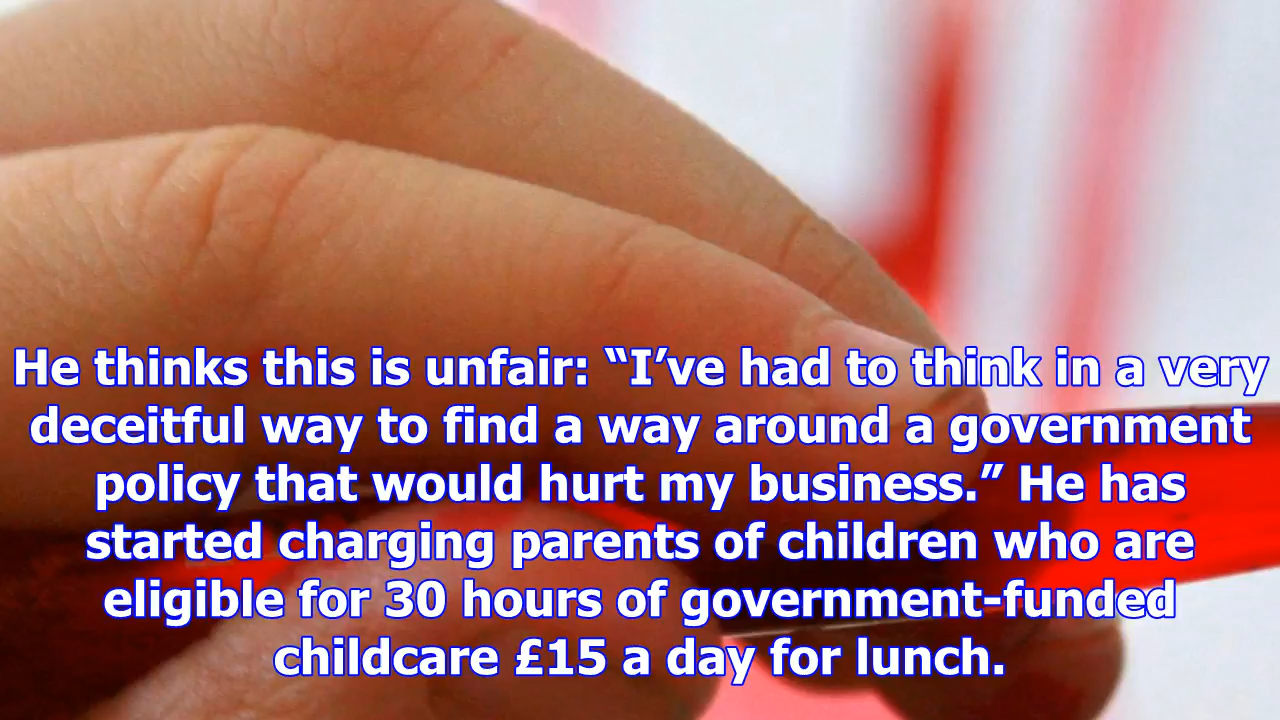 He thinks this is unfair: “I’ve had to think in a very
deceitful way to find a way around a government
policy that would hurt my business.” He has
started charging parents of children who are
eligible for 30 hours of government-funded
childcare £15 a day for lunch.